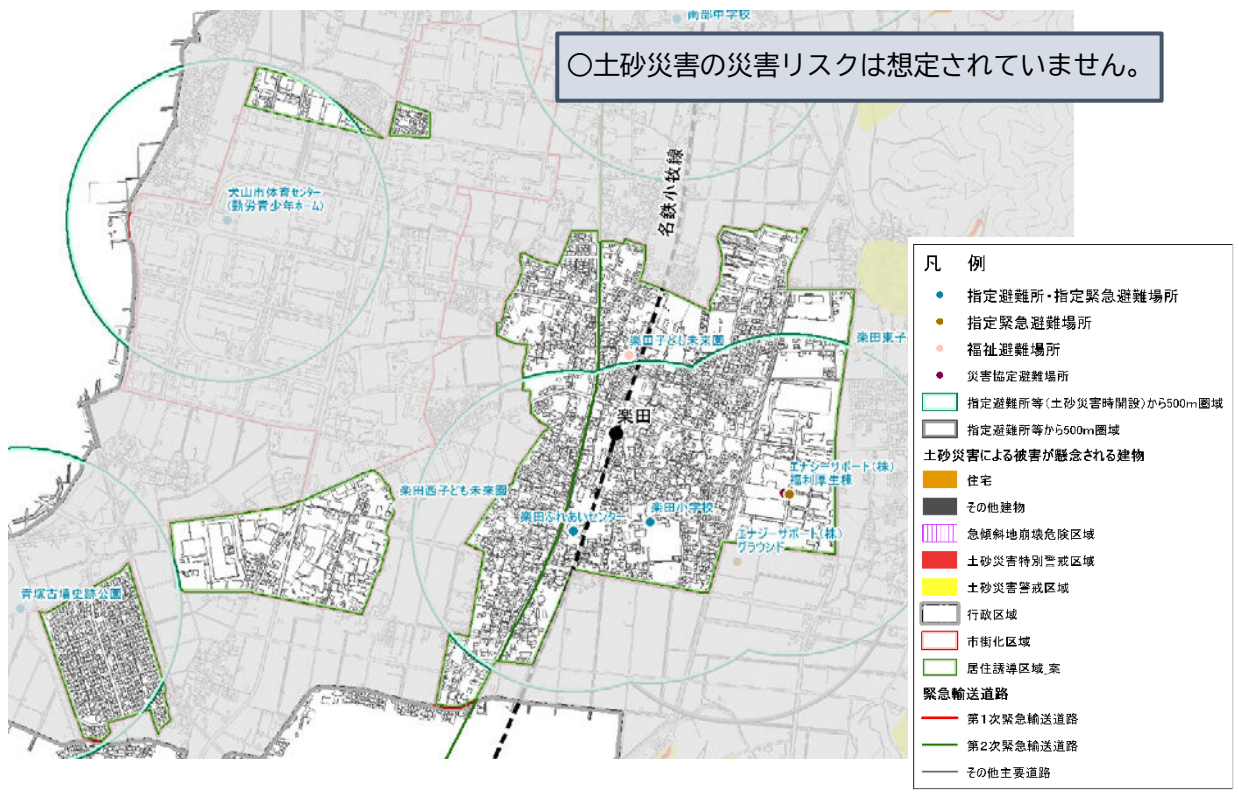 南部中学校
〇土砂災害の災害リスクは想定されていません。
名鉄小牧線
犬山市体育センター
(勤労青少年ホーム)
楽田子ども未来園
楽田東子
楽田
エナジーサポート(株)
福利厚生棟
楽田西子ども未来園
楽田ふれあいセンター
楽田小学校
エナジーサポート(株)
グラウンド
青塚古墳史跡公園
凡 例
指定避難所・指定緊急避難場所
指定緊急避難場所
福祉避難場所
災害協定避難場所
指定避難所等(土砂災害時開設)から500m圏域
指定避難所等から500m圏域
土砂災害による被害が懸念される建物
住宅
その他建物
急傾斜地崩壊危険区域
土砂災害特別警戒区域
土砂災害警戒区域
行政区域
市街化区域
居住誘導区域_案
緊急輸送道路
第1次緊急輸送道路
第2次緊急輸送道路
その他主要道路